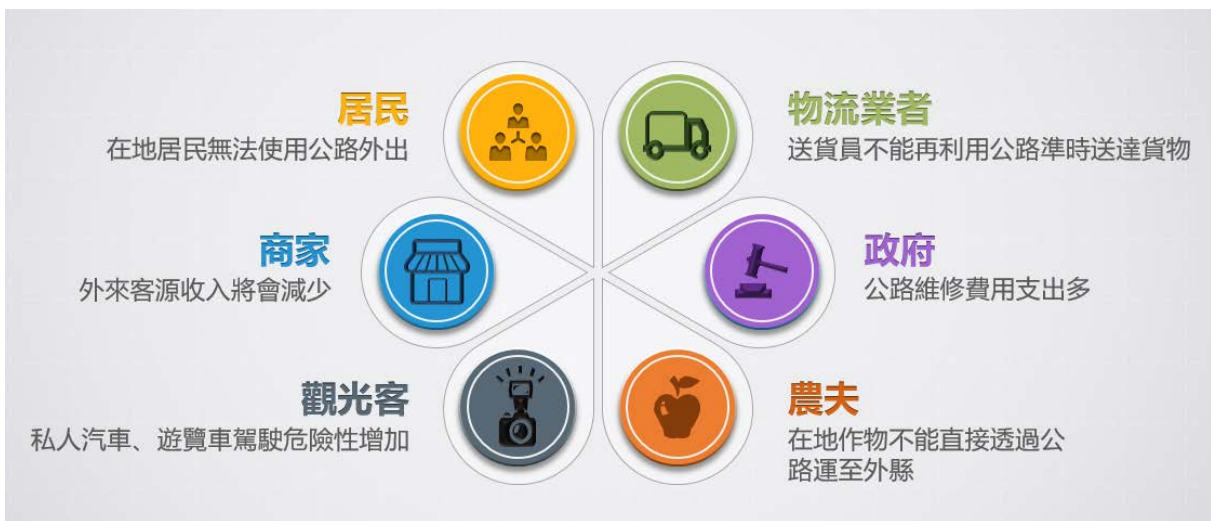 居民
在地居民無法使用公路外出
物流業者
送貨員不能再利用公路準時送達貨物
商家
外來客源收入將會減少
政府
公路維修費用支出多
觀光客
私人汽車、遊覽車駕駛危險性增加
農夫
在地作物不能直接透過公
路運至外縣